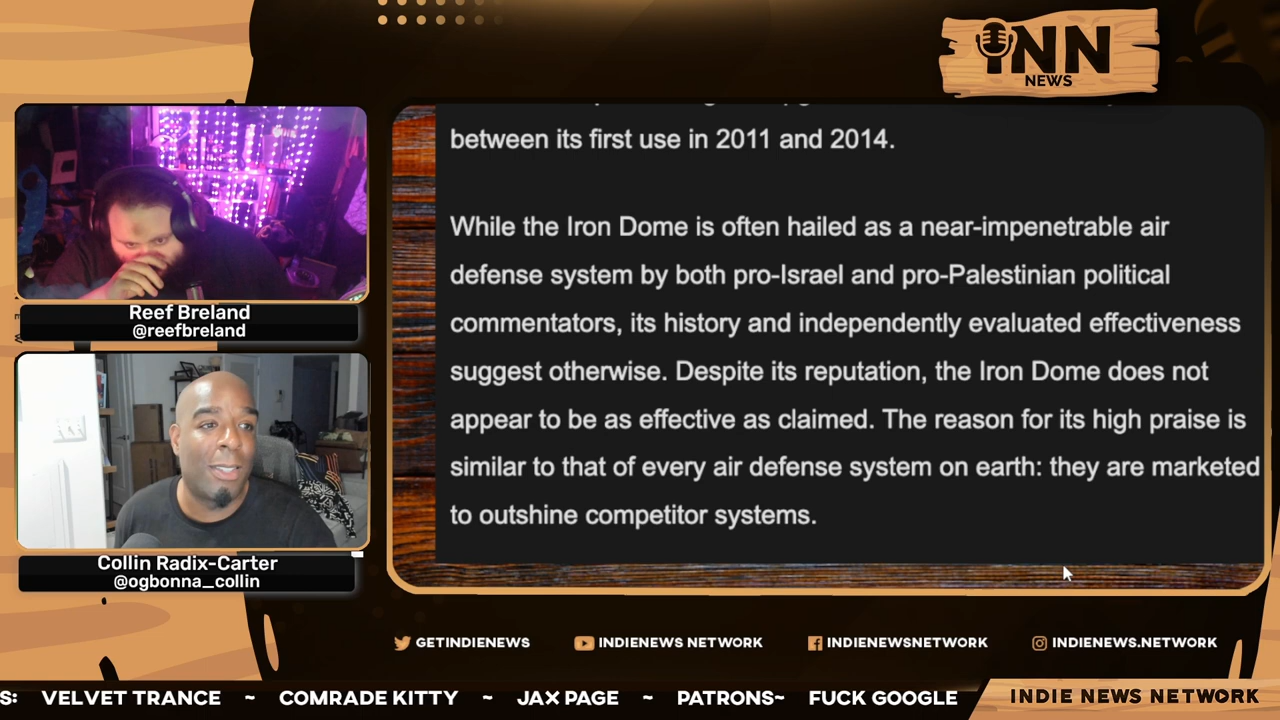 INN
NEWS
between its first use in 2011 and 2014.
While the Iron Dome is often hailed as a near-impenetrable air
defense system by both pro-Israel and pro-Palestinian political
commentators, its history and independently evaluated effectiveness
suggest otherwise. Despite its reputation, the Iron Dome does not
appear to be as effective as claimed. The reason for its high praise is
similar to that of every air defense system on earth: they are marketed
to outshine competitor systems.
Reef Breland
@reefbreland
Collin Radix-Carter
@ogbonna_collin
GETINDIENEWS
INDIENEWS NETWORK
INDIENEWSNETWORK
INDIENEWS.NETWORK
S: VELVET TRANCE ~ COMRADE KITTY ~ JAX PAGE ~ PATRONS~ FUCK GOOGLE
INDIE NEWS NETWORK